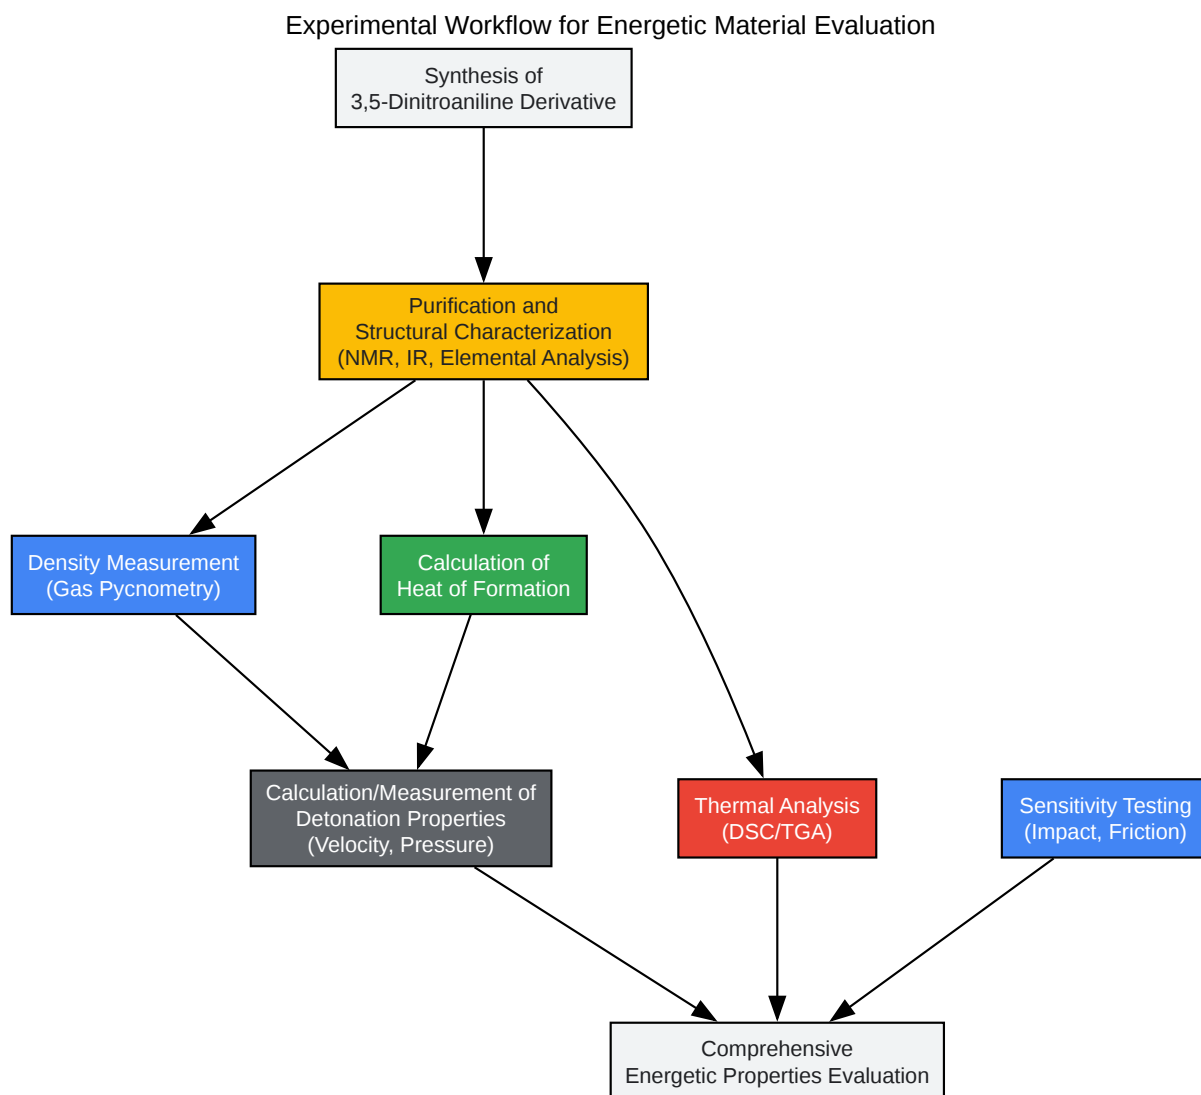 Experimental Workflow for Energetic Material Evaluation
Synthesis of
3,5-Dinitroaniline Derivative
Purification and
Structural Characterization
(NMR, IR, Elemental Analysis)
Density Measurement
(Gas Pycnometry)
Calculation of
Heat of Formation
Calculation/Measurement of
Detonation Properties
(Velocity, Pressure)
Thermal Analysis
(DSC/TGA)
Sensitivity Testing
(Impact, Friction)
Comprehensive
Energetic Properties Evaluation